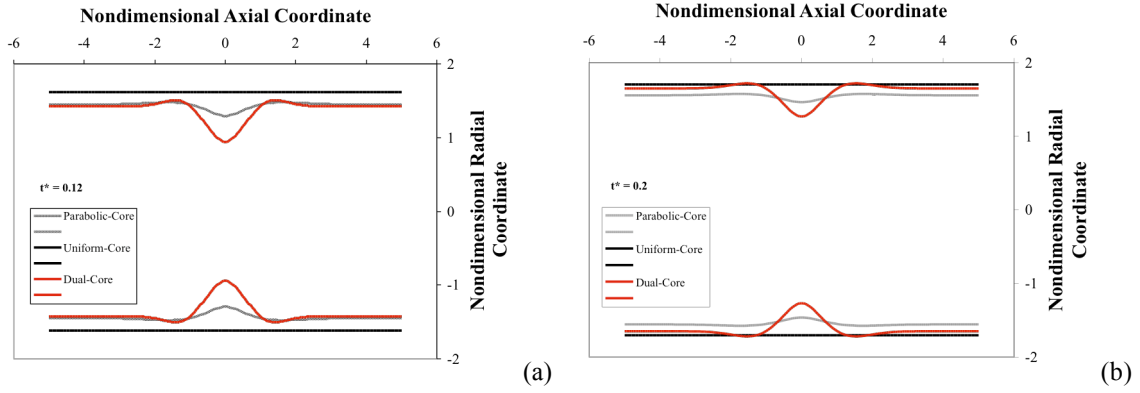 Nondimensional Axial Coordinate
-6 -4 -2 0 2 4 6
2
1
0
-1
-2
Nondimensional Radial
Coordinate
t* = 0.12
Parabolic-Core
Uniform-Core
Dual-Core
(a)
Nondimensional Axial Coordinate
-6 -4 -2 0 2 4 6
2
1
0
-1
-2
Nondimensional Radial
Coordinate
t* = 0.2
Parabolic-Core
Uniform-Core
Dual-Core
(b)